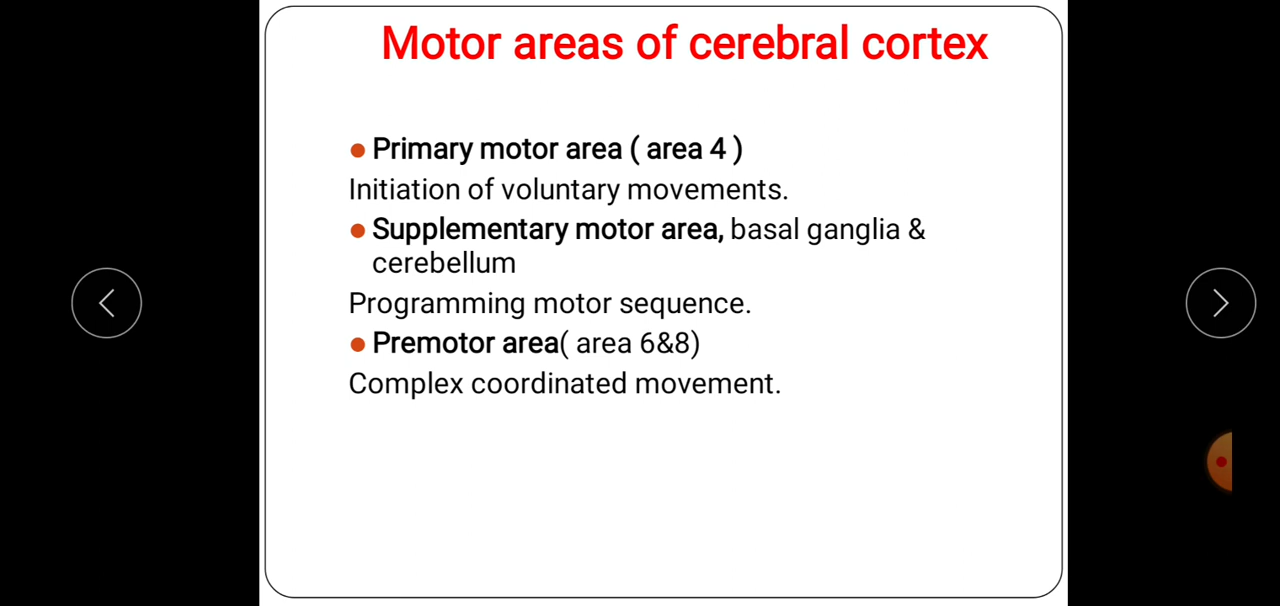 Motor areas of cerebral cortex
● Primary motor area ( area 4 )
Initiation of voluntary movements.
● Supplementary motor area, basal ganglia &
cerebellum
Programming motor sequence.
● Premotor area( area 6&8)
Complex coordinated movement.